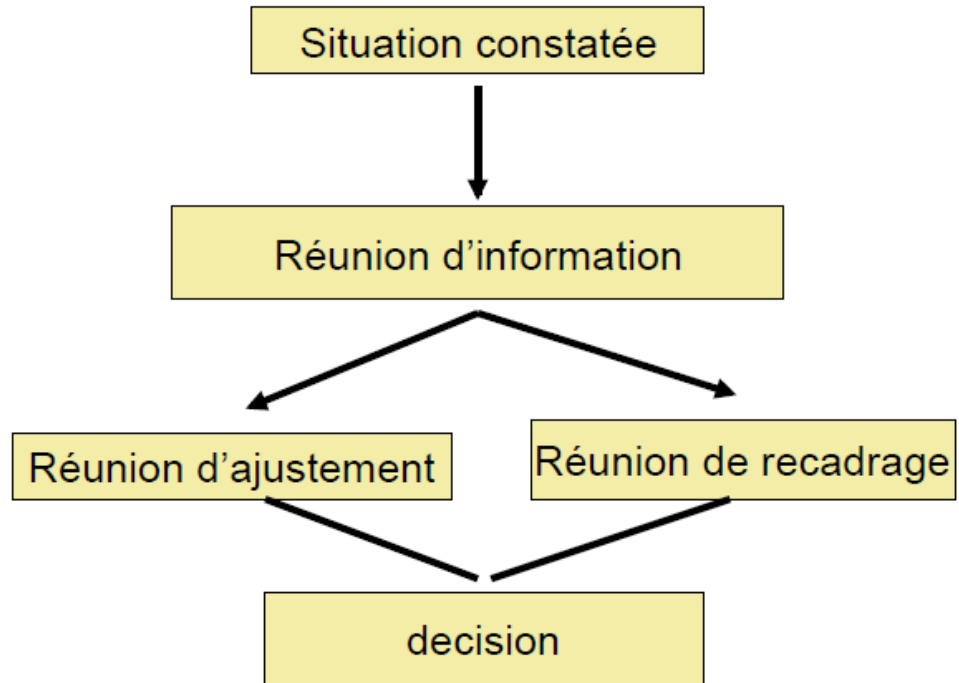 Situation constatée
Réunion d’information
Réunion d’ajustement
Réunion de recadrage
decision